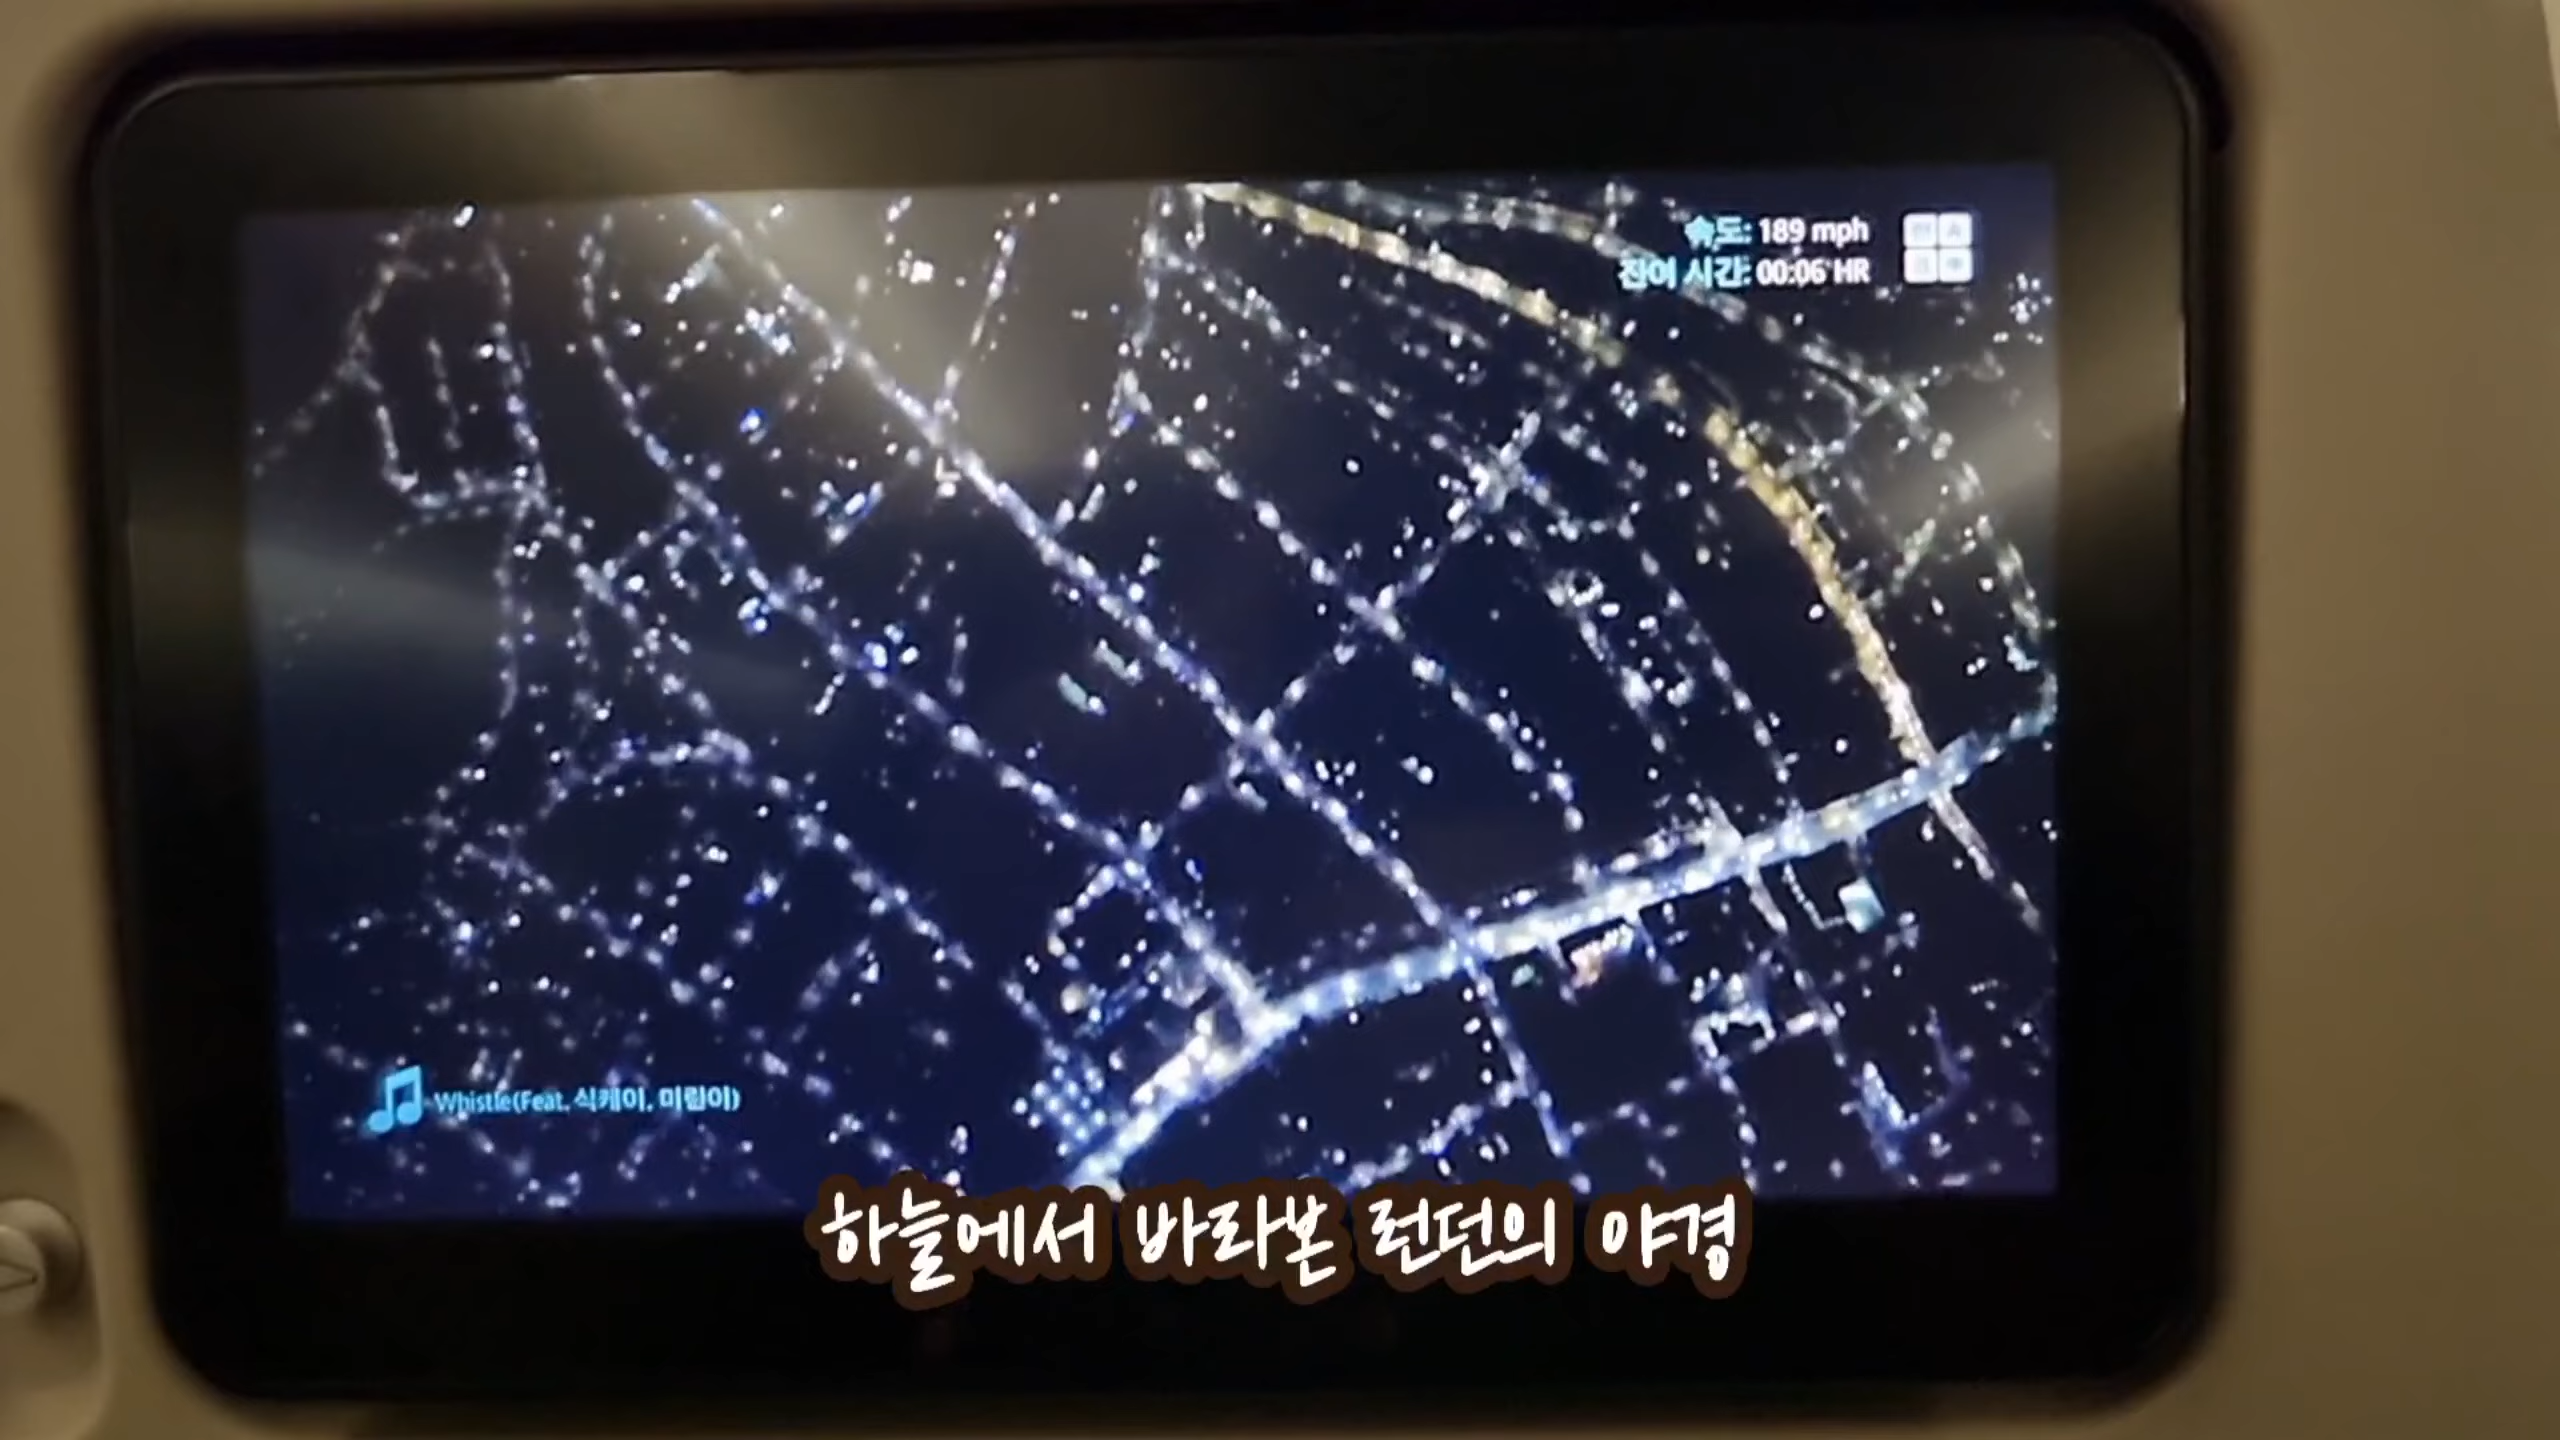 속도: 189 mph
잔여 시간: 00:06 HR
Whistle(Feat. 식케이, 미란이)
하늘에서 바라본 런던의 야경